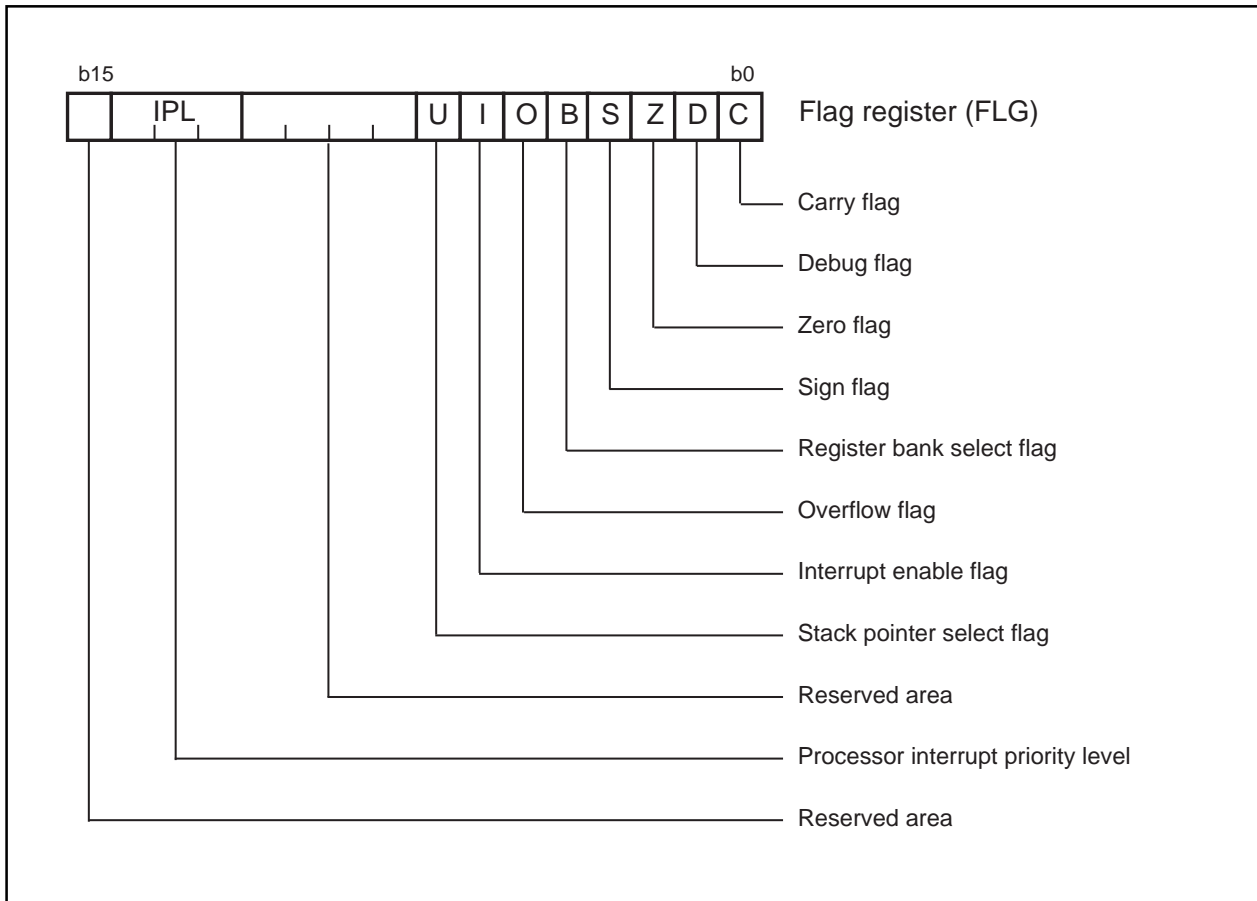 b15 b0
IPL U I O B S Z D C Flag register (FLG)
Carry flag
Debug flag
Zero flag
Sign flag
Register bank select flag
Overflow flag
Interrupt enable flag
Stack pointer select flag
Reserved area
Processor interrupt priority level
Reserved area